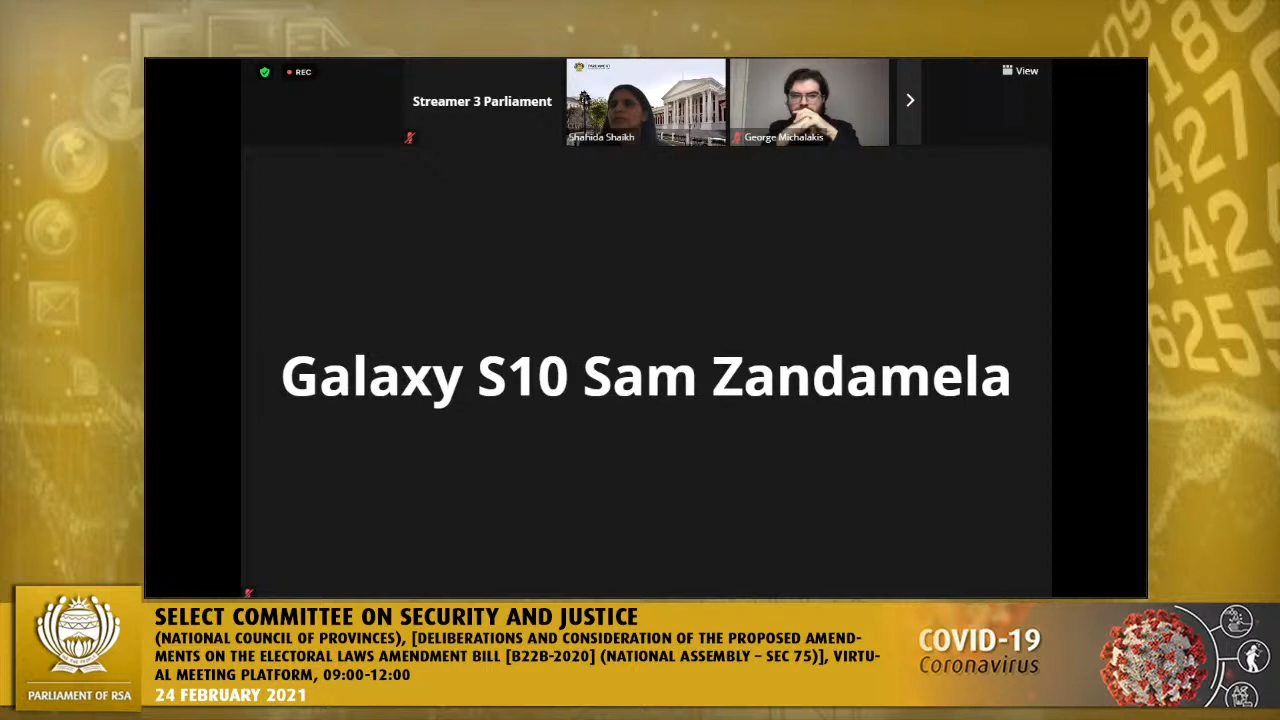 REC
View
Streamer 3 Parliament
PARLIAMENT
Shahida Shaikh
George Michalakis
Galaxy S10 Sam Zandamela
SELECT COMMITTEE ON SECURITY AND JUSTICE
(NATIONAL COUNCIL OF PROVINCES), [DELIBERATIONS AND CONSIDERATION OF THE PROPOSED AMEND-
MENTS ON THE ELECTORAL LAWS AMENDMENT BILL [B22B-2020] (NATIONAL ASSEMBLY – SEC 75)], VIRTU-
AL MEETING PLATFORM, 09:00-12:00
24 FEBRUARY 2021
PARLIAMENT OF RSA
COVID-19
Coronavirus
6255